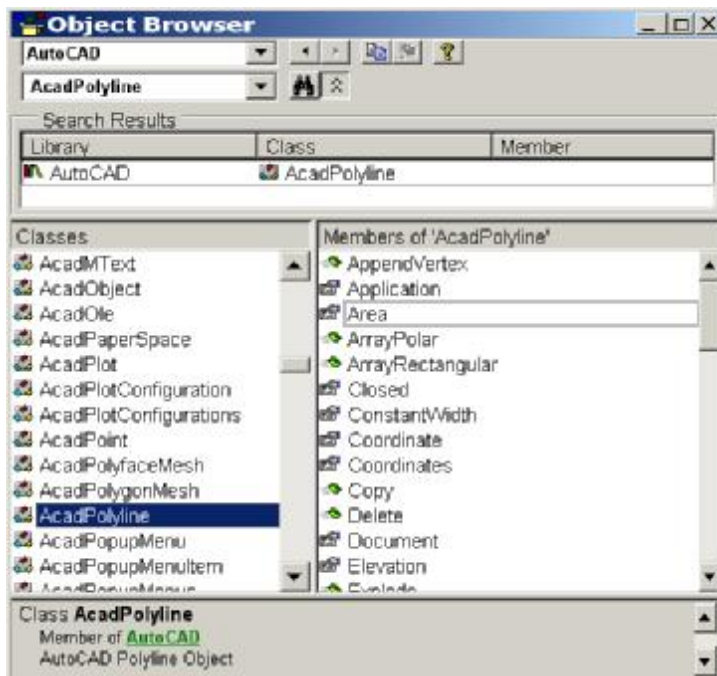 Object Browser
AutoCAD
AcadPolyline
Search Results
Library Class Member
AutoCAD AcadPolyline
Classes
AcadMText
AcadObject
AcadOle
AcadPaperSpace
AcadPlot
AcadPlotConfiguration
AcadPlotConfigurations
AcadPoint
AcadPolyfaceMesh
AcadPolygonMesh
AcadPolyline
AcadPopupMenu
AcadPopupMenuItem
AcadPopupMenus
Members of 'AcadPolyline'
AppendVertex
Application
Area
ArrayPolar
ArrayRectangular
Closed
ConstantWidth
Coordinate
Coordinates
Copy
Delete
Document
Elevation
Explode
Class AcadPolyline
Member of AutoCAD
AutoCAD Polyline Object